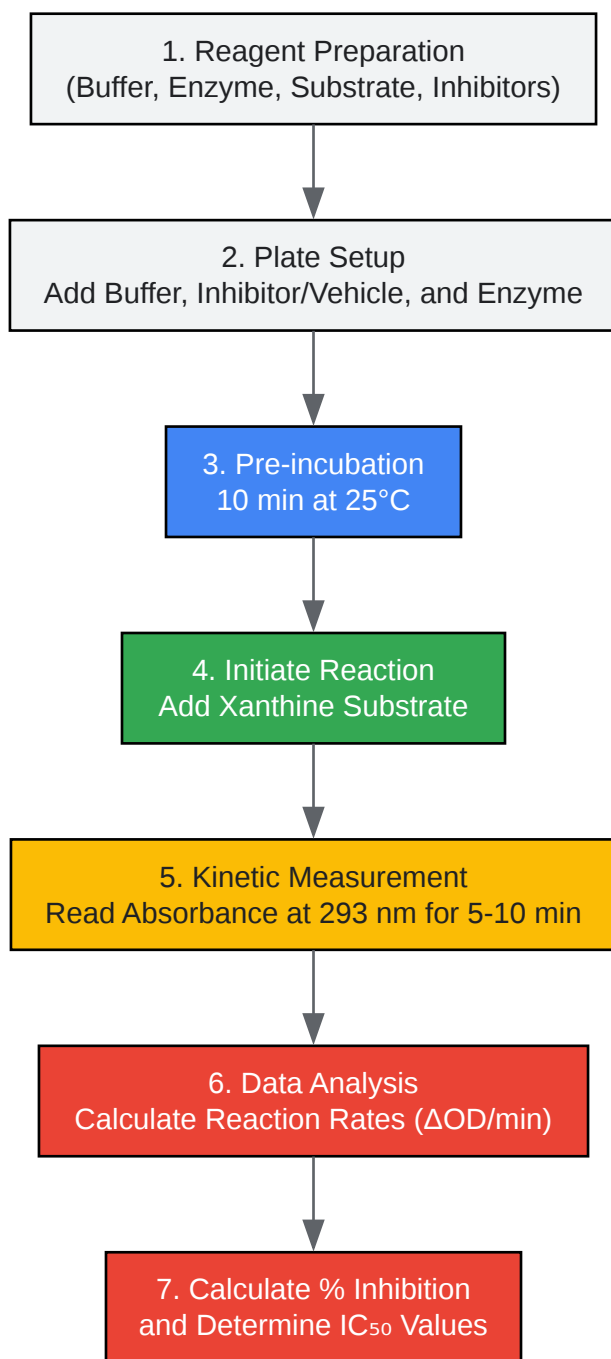 1. Reagent Preparation
(Buffer, Enzyme, Substrate, Inhibitors)
2. Plate Setup
Add Buffer, Inhibitor/Vehicle, and Enzyme
3. Pre-incubation
10 min at 25°C
4. Initiate Reaction
Add Xanthine Substrate
5. Kinetic Measurement
Read Absorbance at 293 nm for 5-10 min
6. Data Analysis
Calculate Reaction Rates (ΔOD/min)
7. Calculate % Inhibition
and Determine IC₅₀ Values